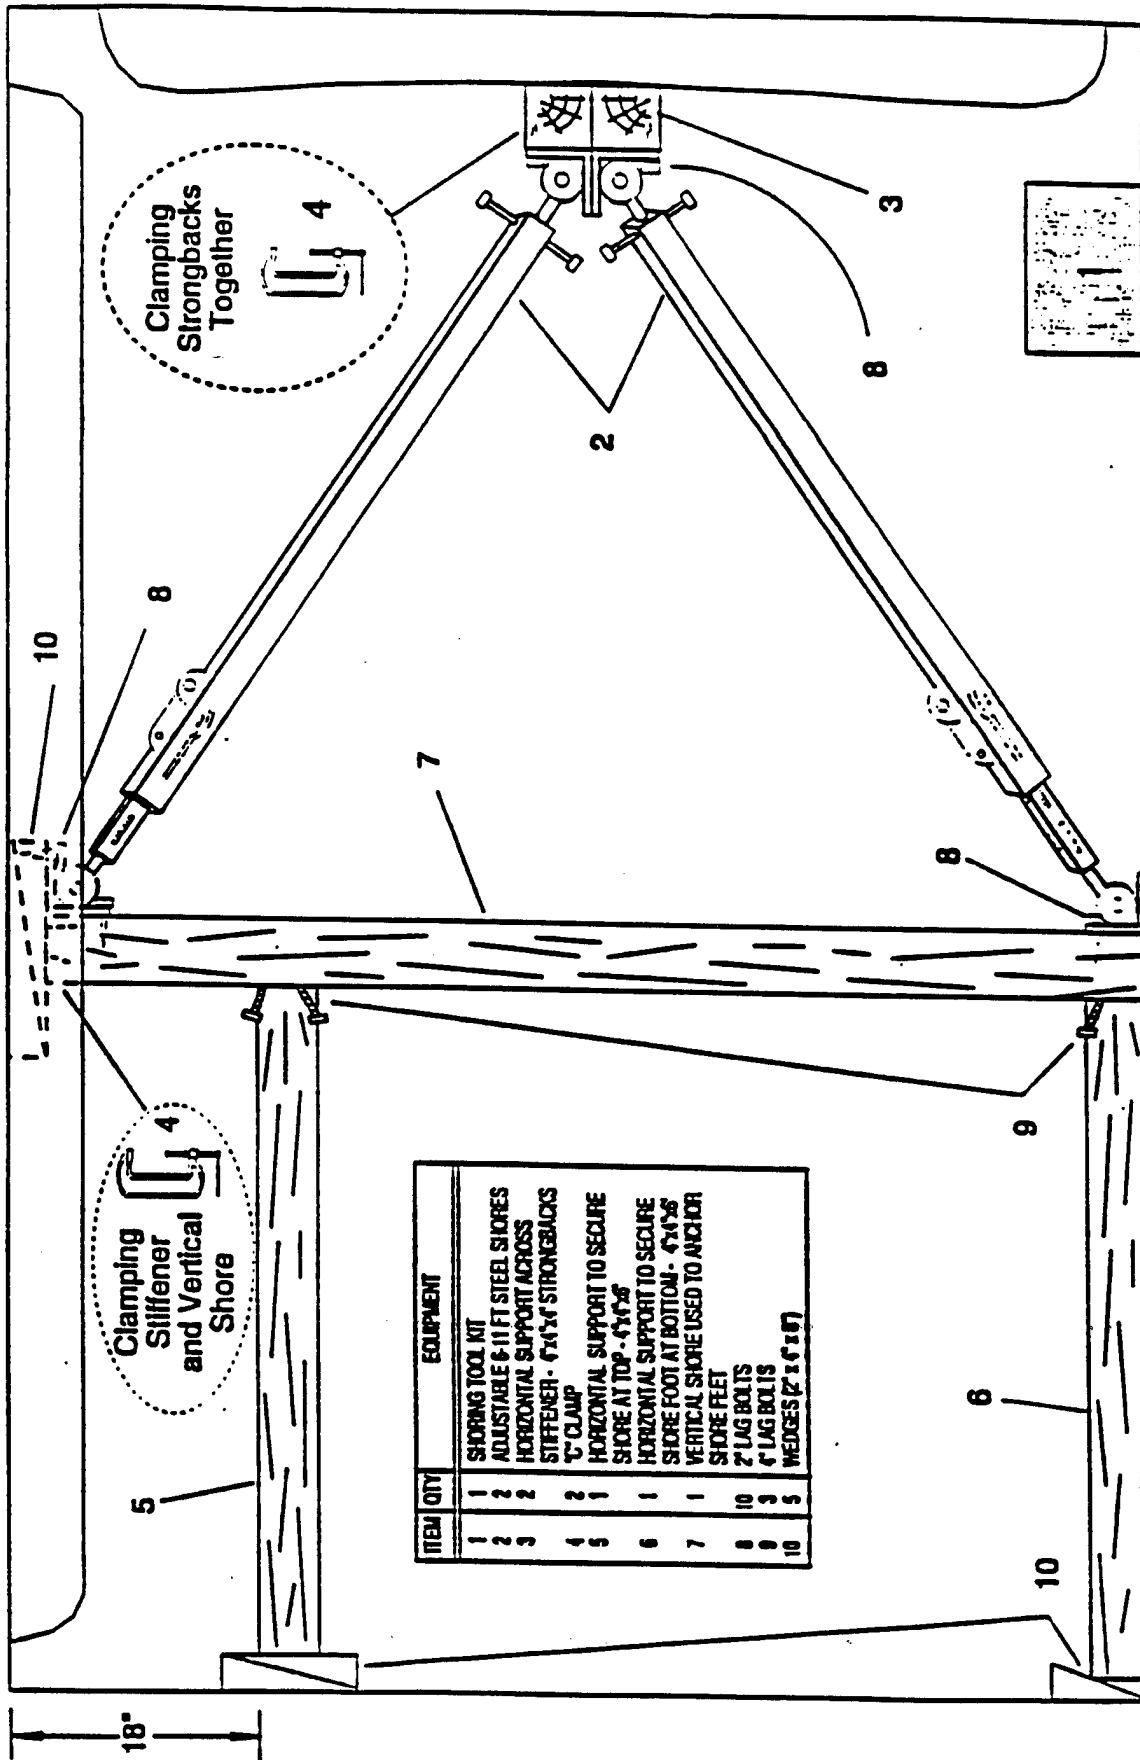 Clamping
Strongbacks
Together
4
3
8
2
10
8
7
8
Clamping
Stiffener
and Vertical
Shore
4
9
5
6
10
18"
ITEM QTY EQUIPMENT
1 1 SHORING TOOL KIT
2 2 ADJUSTABLE 6-11 FT STEEL SHORES
3 2 HORIZONTAL SUPPORT ACROSS
STIFFENER - 4"x4"x4' STRONGBACKS
4 2 "C" CLAMP
5 1 HORIZONTAL SUPPORT TO SECURE
SHORE AT TOP - 4"x4"x6'
6 1 HORIZONTAL SUPPORT TO SECURE
SHORE FOOT AT BOTTOM - 4"x4"x6'
7 1 VERTICAL SHORE USED TO ANCHOR
SHORE FEET
8 10 2" LAG BOLTS
9 3 4" LAG BOLTS
10 5 WEDGES (2" x 4" x 8")